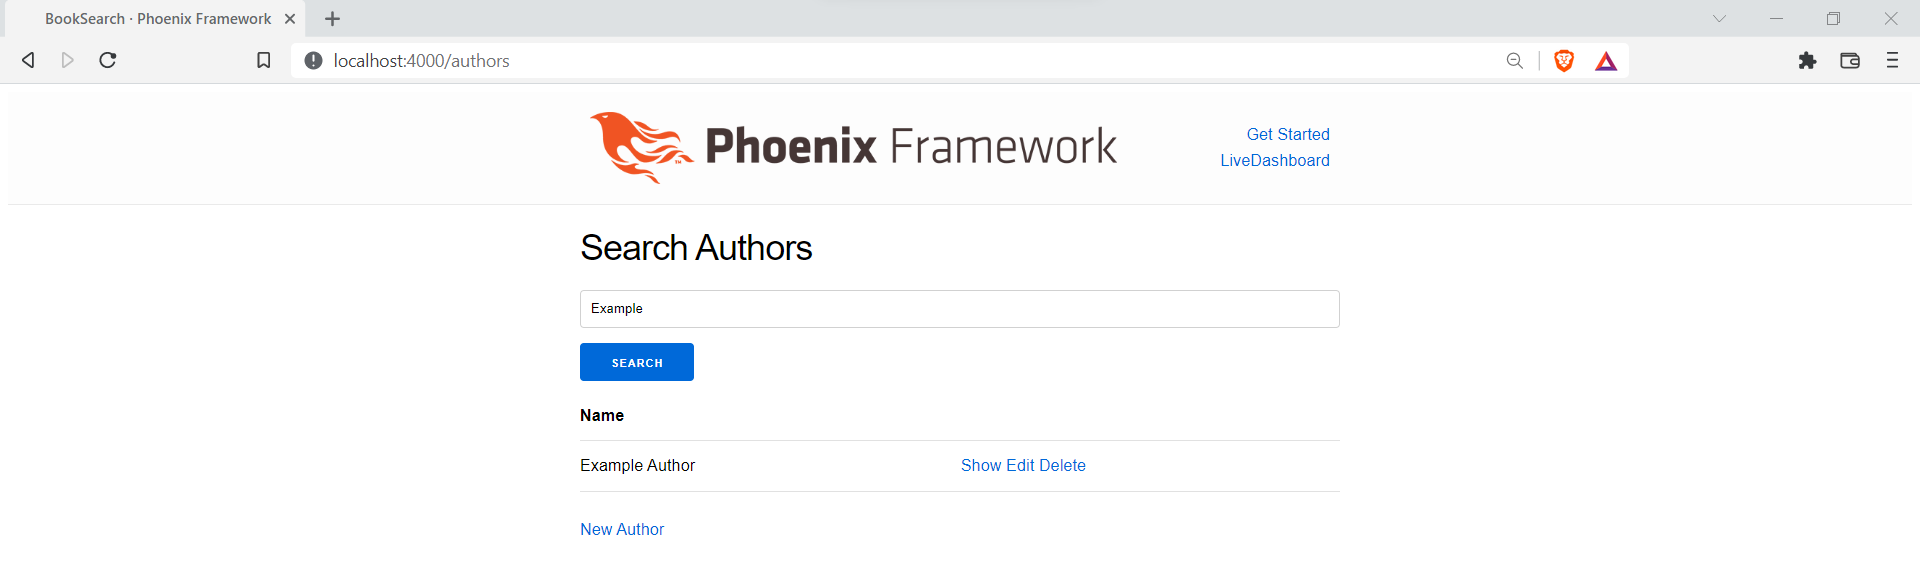 BookSearch · Phoenix Framework
localhost:4000/authors
Phoenix Framework
Get Started
LiveDashboard
Search Authors
Example
SEARCH
Name
Example Author Show Edit Delete
New Author